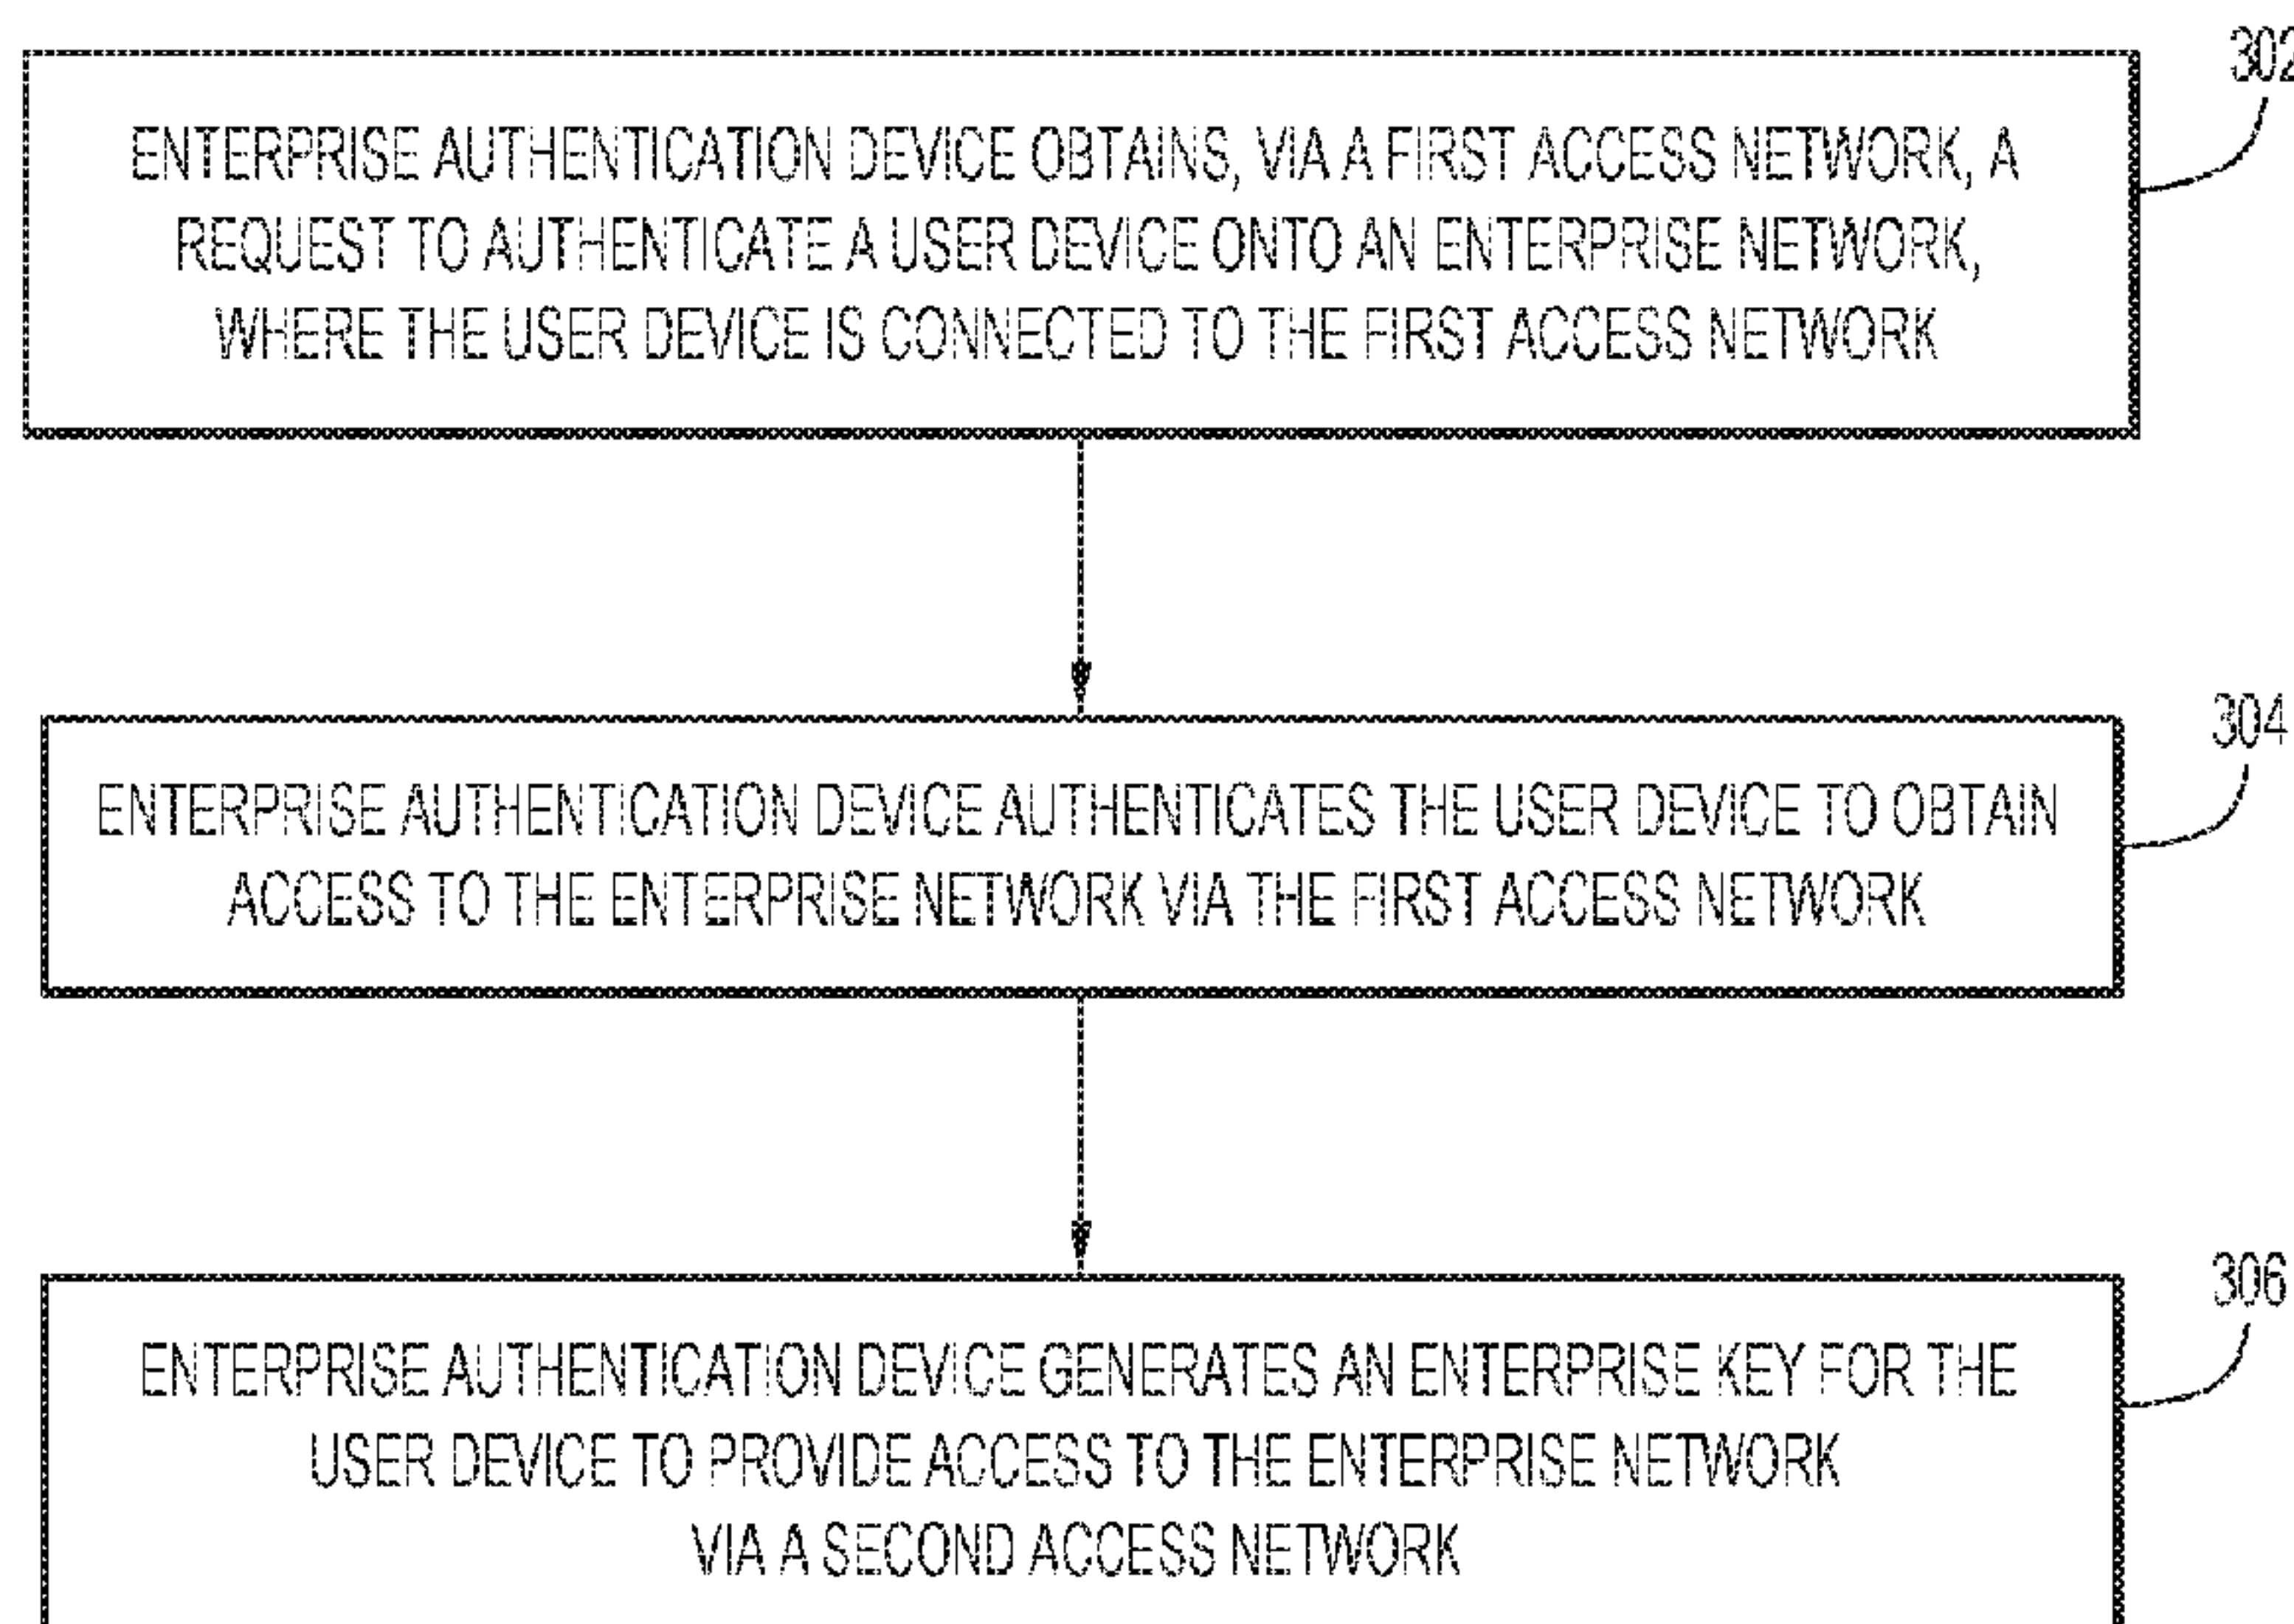 302
ENTERPRISE AUTHENTICATION DEVICE OBTAINS, VIA A FIRST ACCESS NETWORK, A
REQUEST TO AUTHENTICATE A USER DEVICE ONTO AN ENTERPRISE NETWORK,
WHERE THE USER DEVICE IS CONNECTED TO THE FIRST ACCESS NETWORK
304
ENTERPRISE AUTHENTICATION DEVICE AUTHENTICATES THE USER DEVICE TO OBTAIN
ACCESS TO THE ENTERPRISE NETWORK VIA THE FIRST ACCESS NETWORK
306
ENTERPRISE AUTHENTICATION DEVICE GENERATES AN ENTERPRISE KEY FOR THE
USER DEVICE TO PROVIDE ACCESS TO THE ENTERPRISE NETWORK
VIA A SECOND ACCESS NETWORK